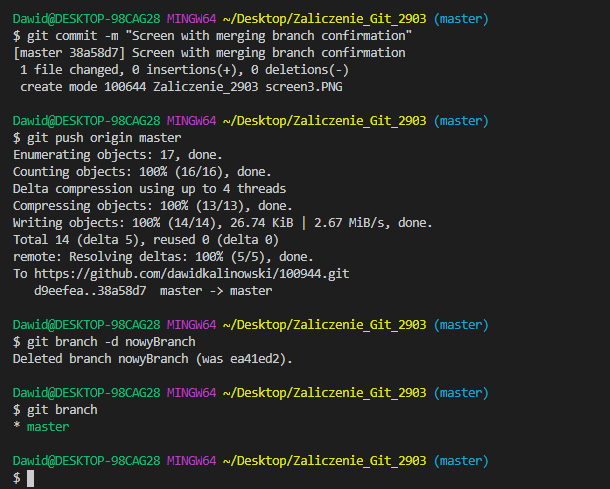 Dawid@DESKTOP-98CAG28 MINGW64 ~/Desktop/Zaliczenie_Git_2903 (master)
$ git commit -m "Screen with merging branch confirmation"
[master 38a58d7] Screen with merging branch confirmation
 1 file changed, 0 insertions(+), 0 deletions(-)
 create mode 100644 Zaliczenie_2903 screen3.PNG

Dawid@DESKTOP-98CAG28 MINGW64 ~/Desktop/Zaliczenie_Git_2903 (master)
$ git push origin master
Enumerating objects: 17, done.
Counting objects: 100% (16/16), done.
Delta compression using up to 4 threads
Compressing objects: 100% (13/13), done.
Writing objects: 100% (14/14), 26.74 KiB | 2.67 MiB/s, done.
Total 14 (delta 5), reused 0 (delta 0)
remote: Resolving deltas: 100% (5/5), done.
To https://github.com/dawidkalinowski/100944.git
   d9eefea..38a58d7  master -> master

Dawid@DESKTOP-98CAG28 MINGW64 ~/Desktop/Zaliczenie_Git_2903 (master)
$ git branch -d nowyBranch
Deleted branch nowyBranch (was ea41ed2).

Dawid@DESKTOP-98CAG28 MINGW64 ~/Desktop/Zaliczenie_Git_2903 (master)
$ git branch
* master

Dawid@DESKTOP-98CAG28 MINGW64 ~/Desktop/Zaliczenie_Git_2903 (master)
$